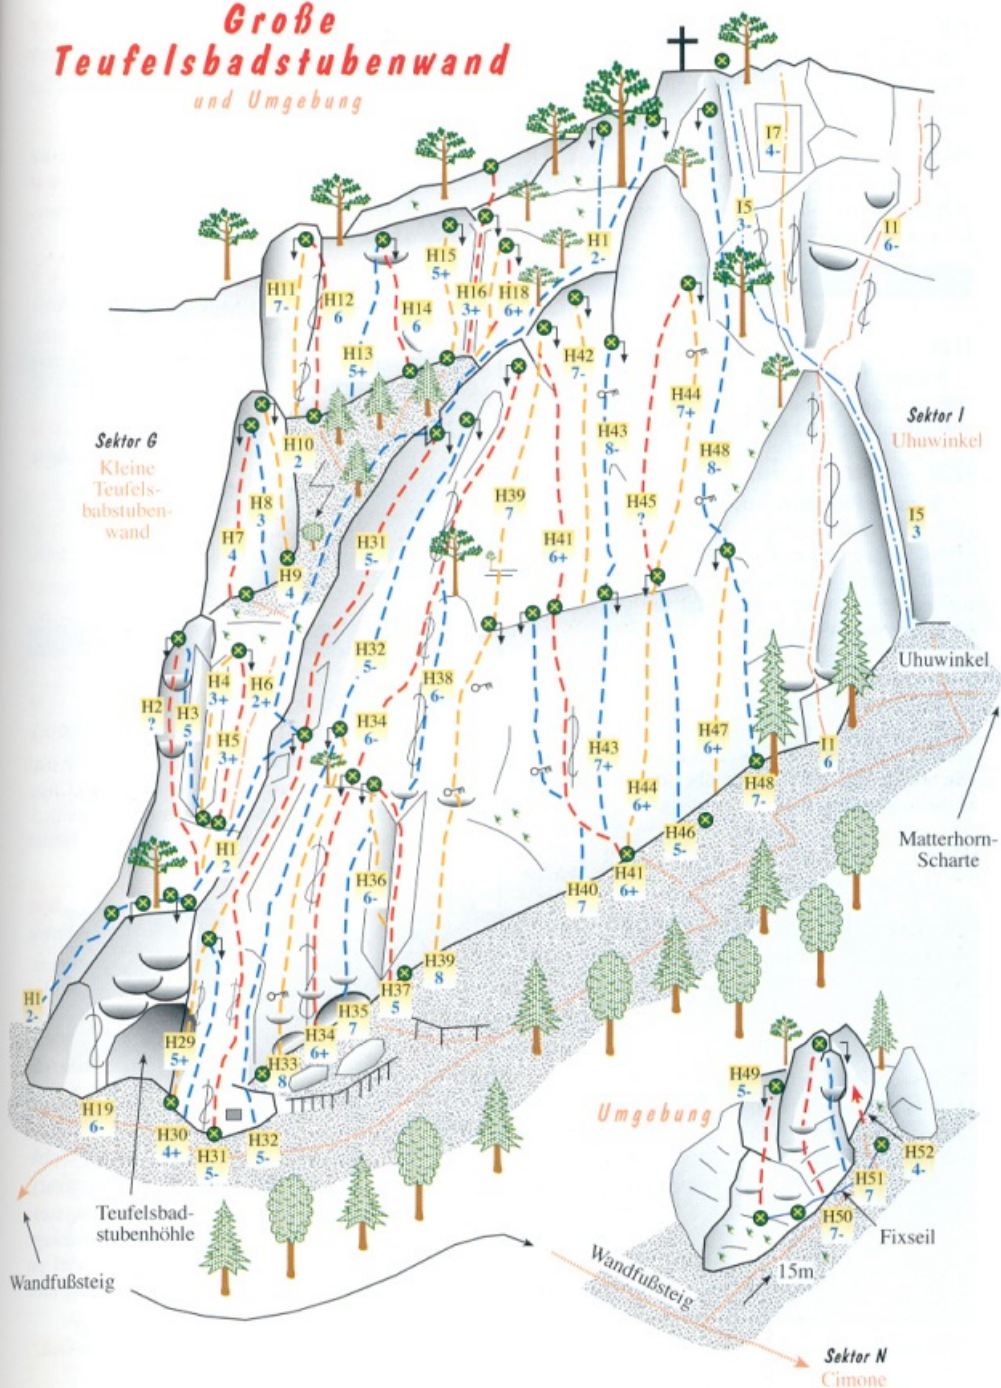 Große
Teufelsbadstubenwand
und Umgebung
I7
4-
I5
3-
I1
6-
H1
2-
H15
5+
H11
7-
H12
6
H16
3+
H18
6+
H14
6
H13
5+
H42
7-
H44
7+
H43
8-
H48
8-
Sektor G
Kleine
Teufels-
babstuben-
wand
Sektor I
Uhuwinkel
H10
2
H8
3
H7
4
H9
4
H39
7
H45
?
H31
5-
H41
6+
I5
3
H32
5-
H38
6-
Uhuwinkel
H4
3+
H6
2+
H2
?
H3
5
H5
3+
H34
6-
H43
7+
H47
6+
I1
6
H44
6+
H48
7-
H46
5-
Matterhorn-
Scharte
H1
2
H36
6-
H40
7
H41
6+
H39
8
H1
2-
H37
5
H35
7
H29
5+
H34
6+
H33
8
H19
6-
H30
4+
H31
5-
H32
5-
Umgebung
H49
5-
H52
4-
H51
7
H50
7-
Fixseil
Teufelsbad-
stubenhöhle
Wandfußsteig
Wandfußsteig
15m
Sektor N
Cimone